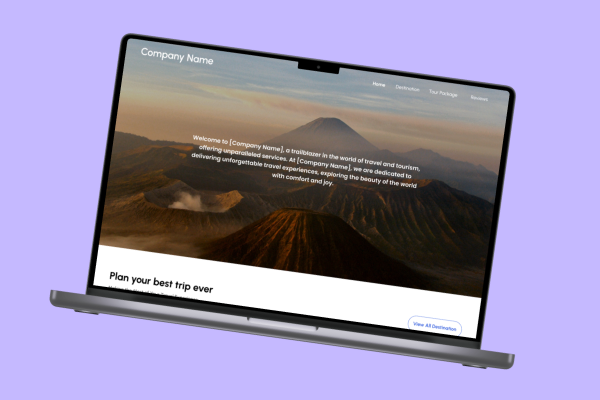 Company Name
Home Destination Tour Package Reviews
Welcome to [Company Name], a trailblazer in the world of travel and tourism,
offering unparalleled services. At [Company Name], we are dedicated to
delivering unforgettable travel experiences, exploring the beauty of the world
with comfort and joy.
Plan your best trip ever
View All Destination